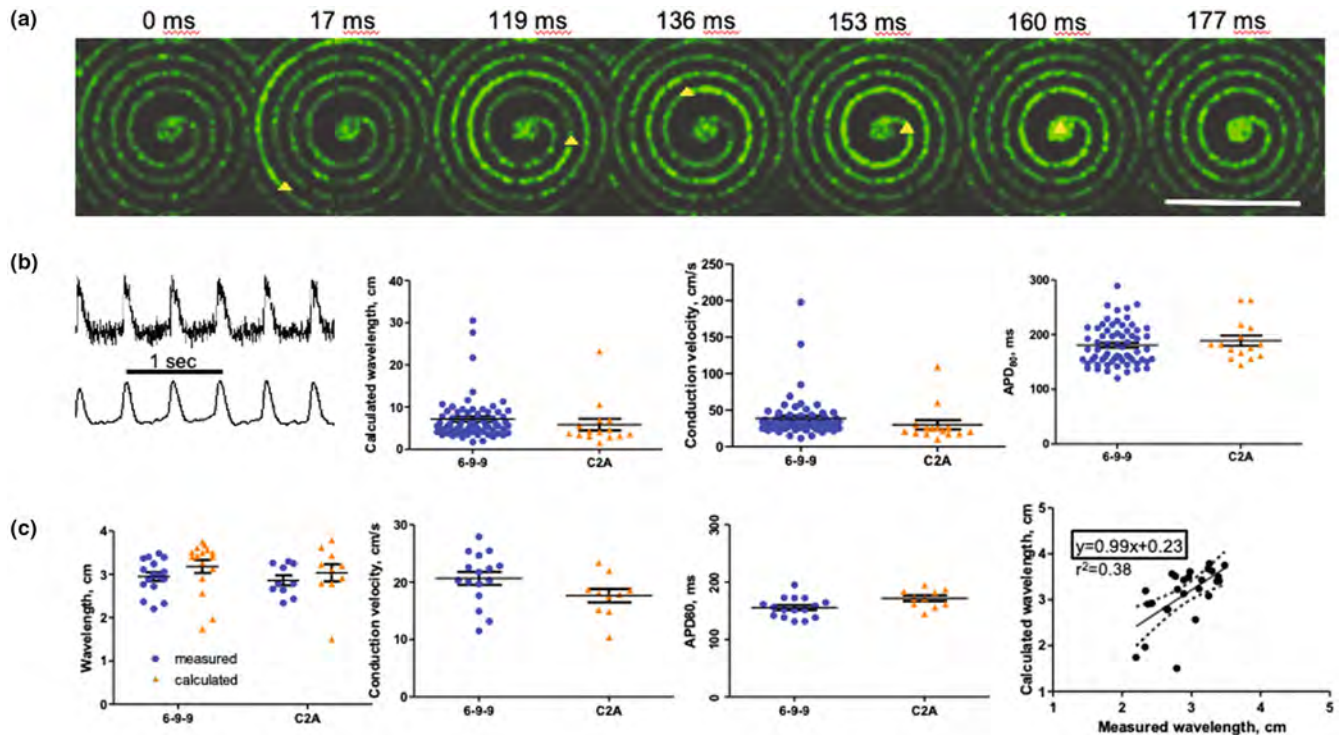 (a)
0 ms 17 ms 119 ms 136 ms 153 ms 160 ms 177 ms
(b)
1 sec
Calculated wavelength, cm
40
30
20
10
0
6-9-9 C2A
Conduction velocity, cm/s
250
200
150
100
50
0
6-9-9 C2A
APD80, ms
300
200
100
0
6-9-9 C2A
(c)
Wavelength, cm
4
3
2
1
0
measured
calculated
6-9-9 C2A
Conduction velocity, cm/s
30
20
10
0
6-9-9 C2A
APD80, ms
300
200
100
0
6-9-9 C2A
Calculated wavelength, cm
5
4
3
2
1
y=0.99x+0.23
r²=0.38
1 2 3 4 5
Measured wavelength, cm